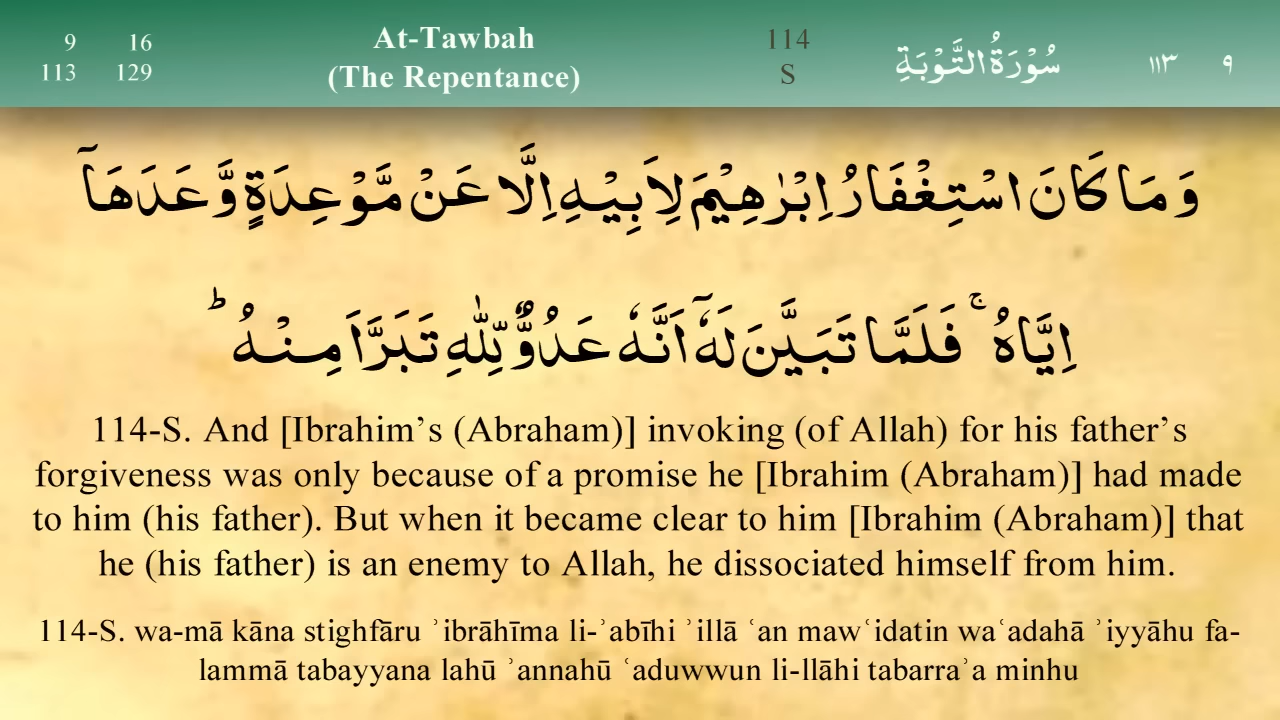 9 16
113 129
At-Tawbah
(The Repentance)
114
S
سُوْرَةُ التَّوْبَةِ
١١٣ ٩
وَمَا كَانَ اسْتِغْفَارُ اِبْرٰهِيْمَ لِاَبِيْهِ اِلَّا عَنْ مَّوْعِدَةٍ وَّعَدَهَاۤ
اِيَّاهُ ۚ فَلَمَّا تَبَيَّنَ لَهٗۤ اَنَّهٗ عَدُوٌّ لِّلّٰهِ تَبَرَّاَ مِنْهُ ؕ
114-S. And [Ibrahim’s (Abraham)] invoking (of Allah) for his father’s
forgiveness was only because of a promise he [Ibrahim (Abraham)] had made
to him (his father). But when it became clear to him [Ibrahim (Abraham)] that
he (his father) is an enemy to Allah, he dissociated himself from him.
114-S. wa-mā kāna stighfāru ʾibrāhīma li-ʾabīhi ʾillā ʿan mawʿidatin waʿadahā ʾiyyāhu fa-
lammā tabayyana lahū ʾannahū ʿaduwwun li-llāhi tabarraʾa minhu